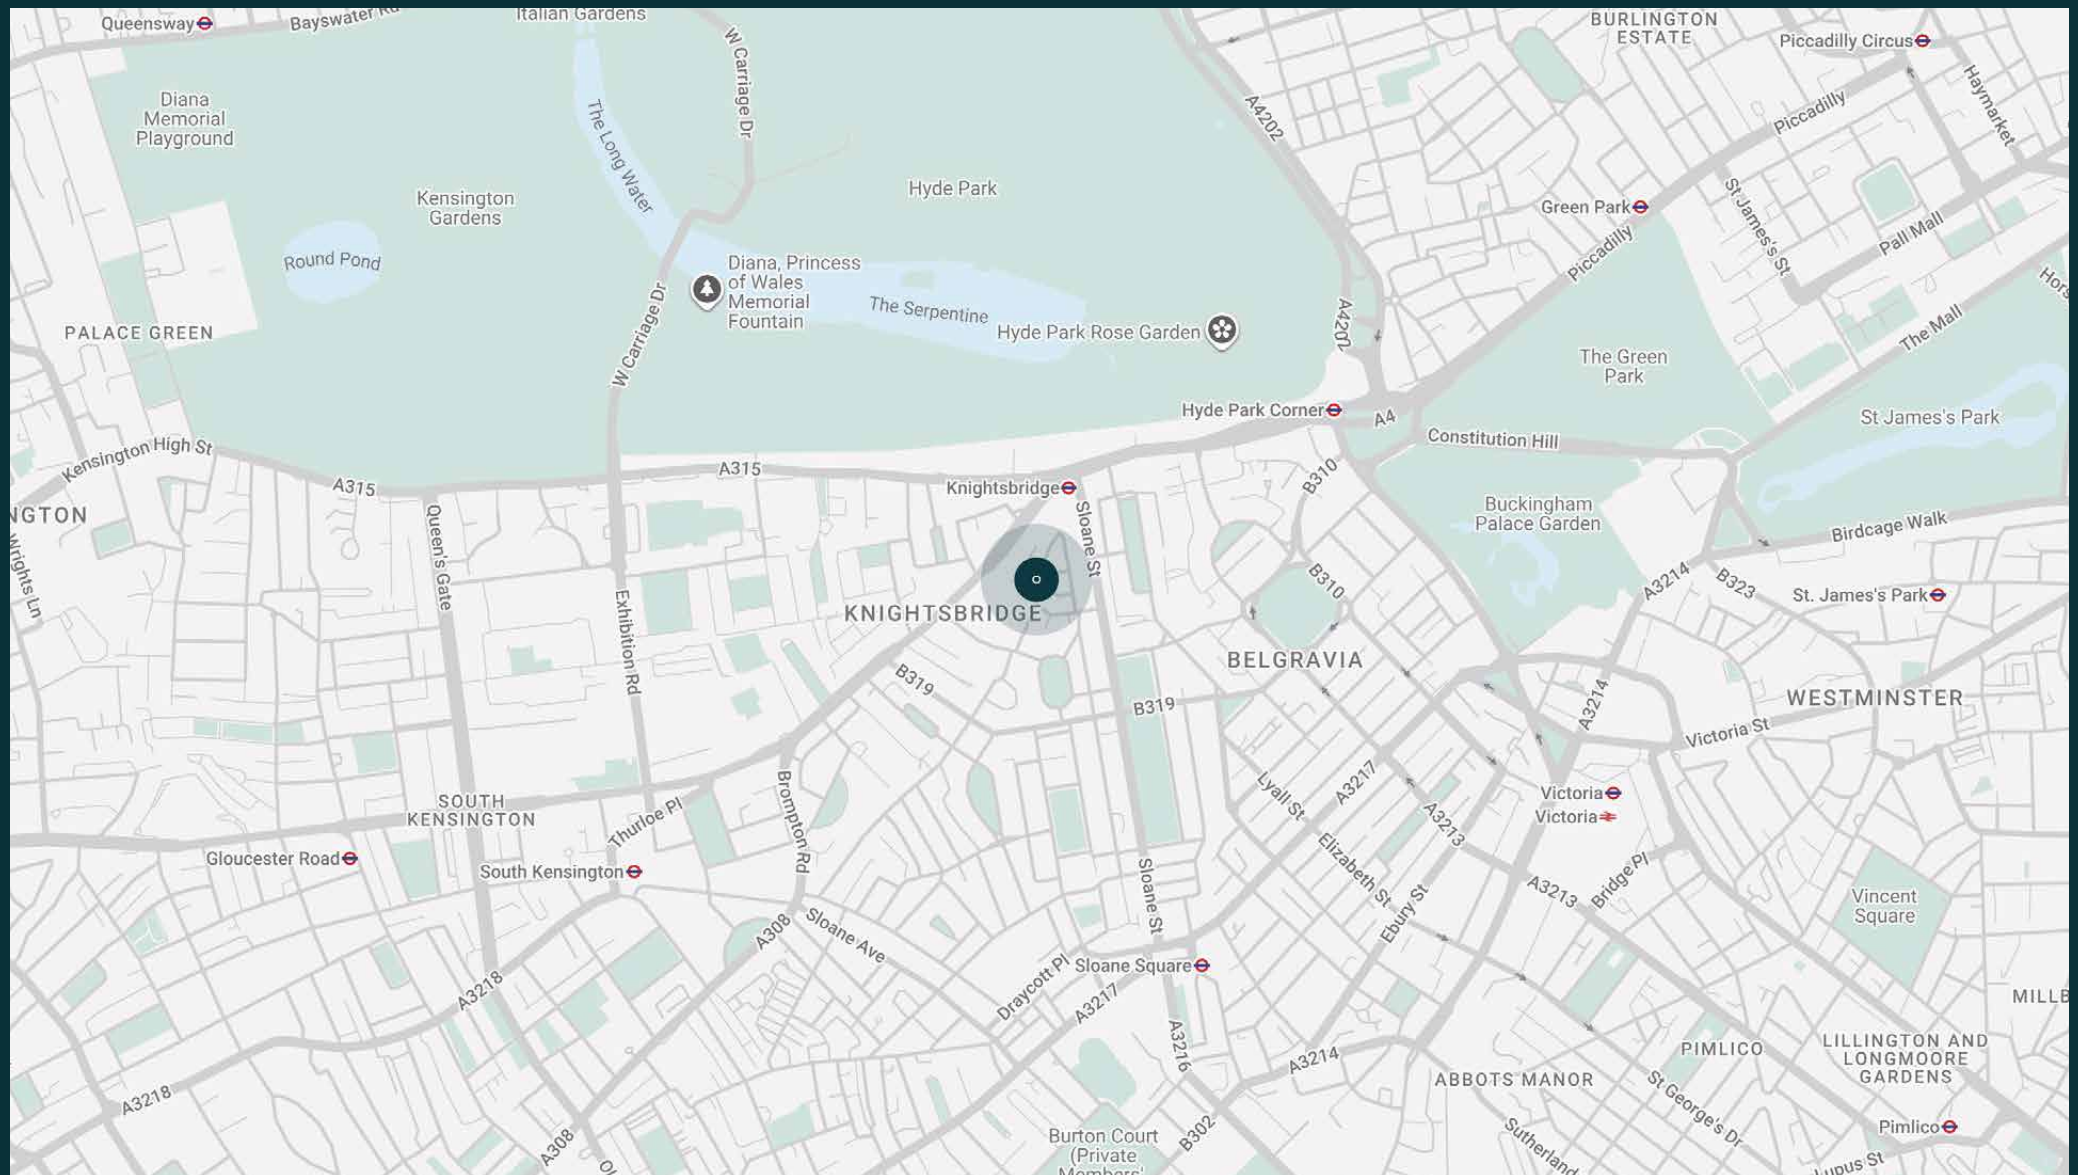 Queensway
Bayswater Rd
Italian Gardens
W Carriage Dr
BURLINGTON
ESTATE
Piccadilly Circus
Haymarket
Piccadilly
A4202
Diana
Memorial
Playground
The Long Water
Kensington
Gardens
Hyde Park
Green Park
St James's St
Pall Mall
Piccadilly
Round Pond
Diana, Princess
of Wales
Memorial
Fountain
The Serpentine
Hyde Park Rose Garden
A4202
The Mall
Hors
PALACE GREEN
W Carriage Dr
The Green
Park
St James's Park
Hyde Park Corner
A4
Constitution Hill
Kensington High St
A315
A315
Knightsbridge
B310
NGTON
Wrights Ln
Queen's Gate
Sloane St
Buckingham
Palace Garden
Birdcage Walk
Exhibition Rd
KNIGHTSBRIDGE
B310
A3214
B323
St. James's Park
BELGRAVIA
B319
B319
A3214
WESTMINSTER
Victoria St
SOUTH
KENSINGTON
Thurloe Pl
Brompton Rd
Lyall St
A3217
A3213
Victoria
Victoria
Gloucester Road
South Kensington
Sloane St
Elizabeth St
Ebury St
A3213
Bridge Pl
Vincent
Square
A308
Sloane Ave
Draycott Pl
Sloane Square
A3217
A3218
A3216
A3214
MILLB
PIMLICO
LILLINGTON AND
LONGMOORE
GARDENS
ABBOTS MANOR
St George's Dr
A3218
A308
Burton Court
(Private
Members'
B302
Sutherland
Pimlico
Lupus St